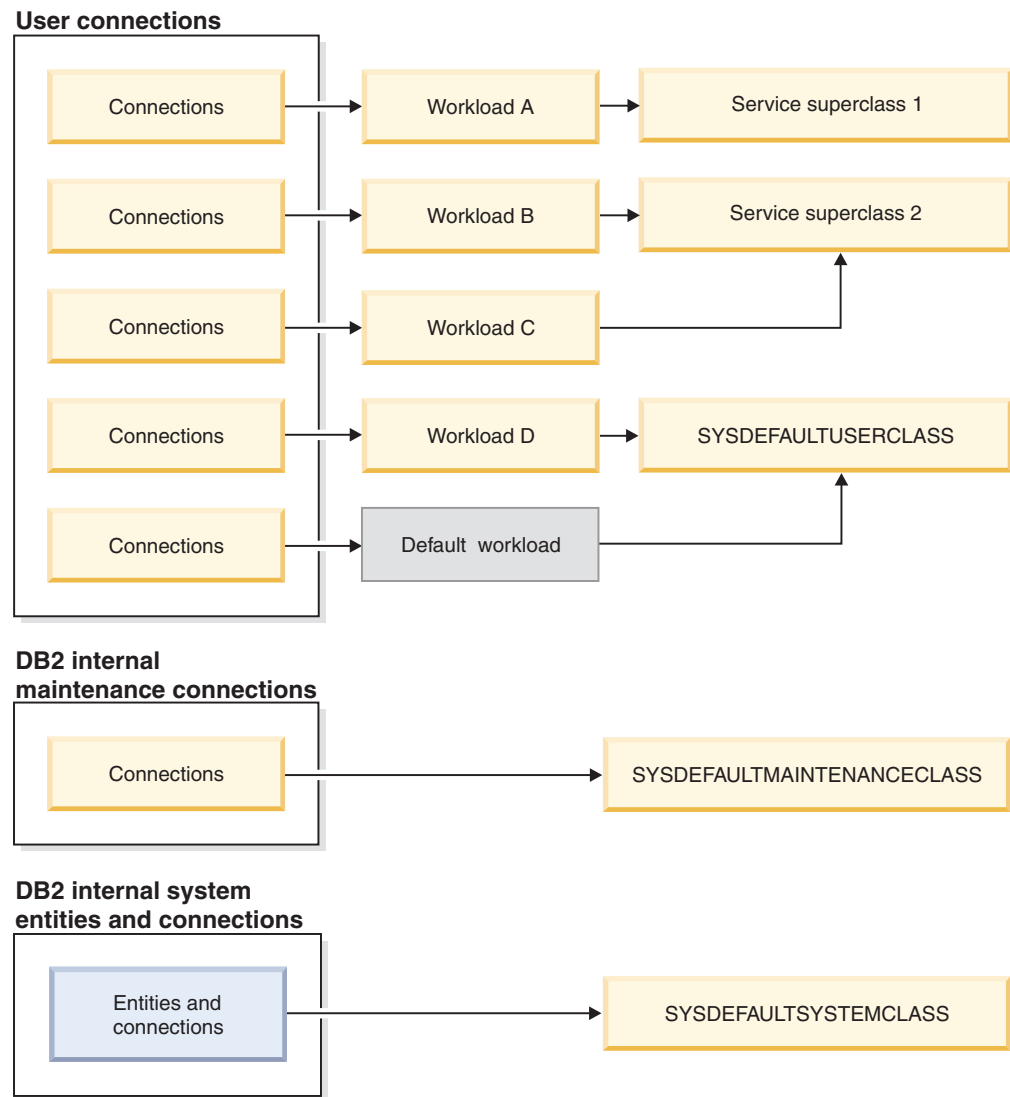 User connections
Connections
Workload A
Service superclass 1
Connections
Workload B
Service superclass 2
Connections
Workload C
Connections
Workload D
SYSDEFAULTUSERCLASS
Connections
Default workload
DB2 internal
maintenance connections
Connections
SYSDEFAULTMAINTENANCECLASS
DB2 internal system
entities and connections
Entities and
connections
SYSDEFAULTSYSTEMCLASS